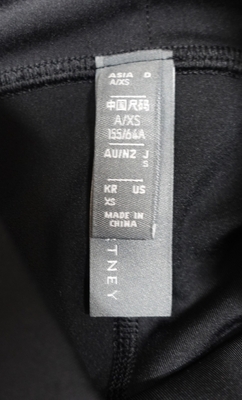 ASIA D
A/XS
中国尺码
A/XS
155/64A
AU/NZ J
S
KR US
XS
MADE IN
CHINA
TNEY